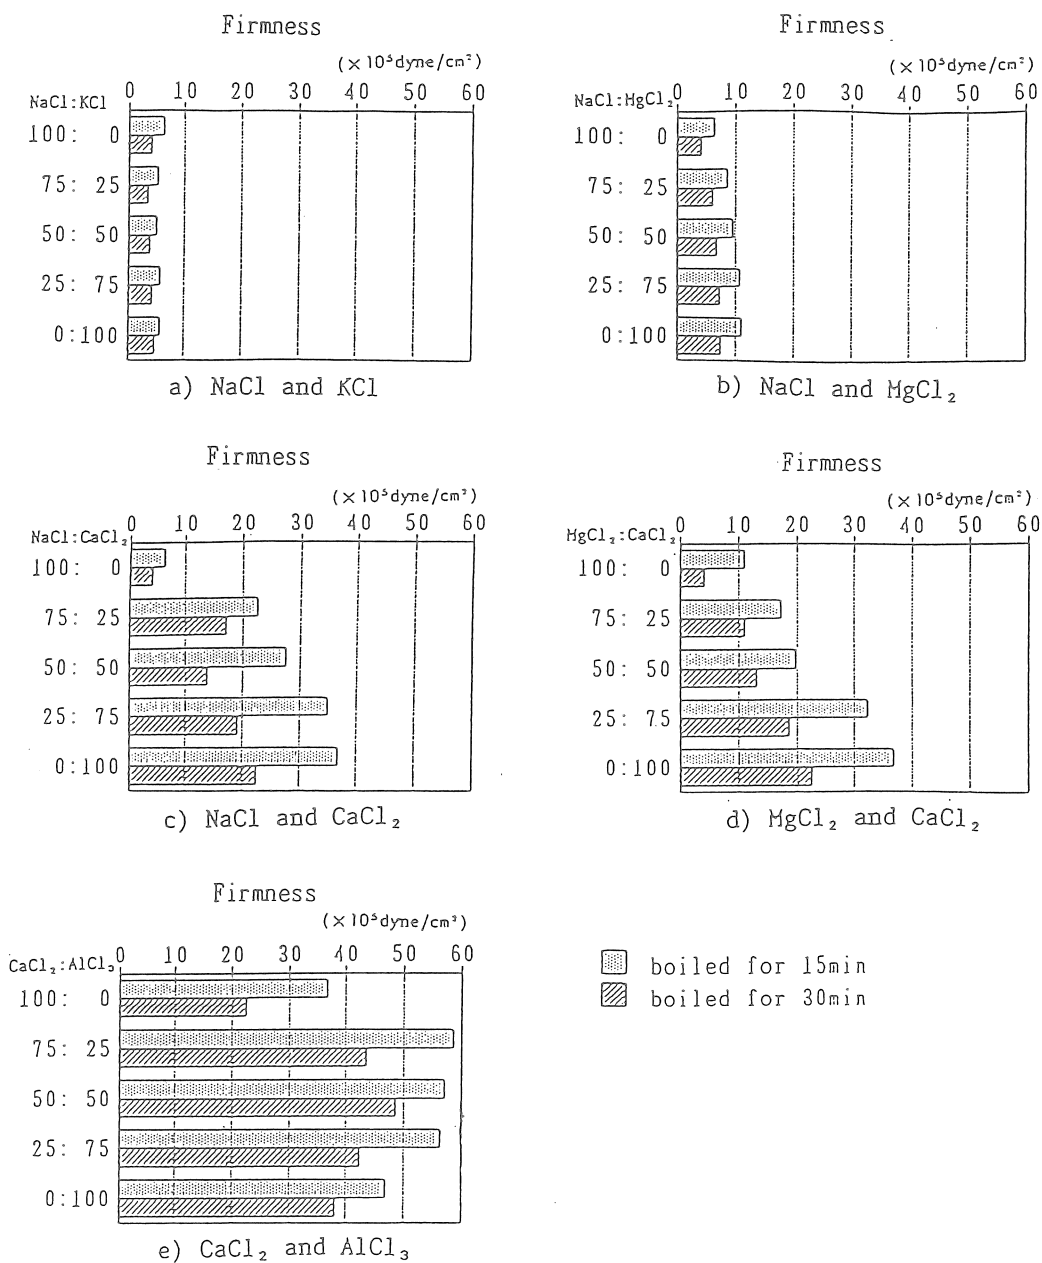 Firmness
(×10⁵dyne/cm²)
0 10 20 30 40 50 60
NaCl:KCl
100: 0
75: 25
50: 50
25: 75
0:100
a) NaCl and KCl
Firmness
(×10⁵dyne/cm²)
0 10 20 30 40 50 60
NaCl:MgCl₂
100: 0
75: 25
50: 50
25: 75
0:100
b) NaCl and MgCl₂
Firmness
(×10⁵dyne/cm²)
0 10 20 30 40 50 60
NaCl:CaCl₂
100: 0
75: 25
50: 50
25: 75
0:100
c) NaCl and CaCl₂
Firmness
(×10⁵dyne/cm²)
0 10 20 30 40 50 60
MgCl₂:CaCl₂
100: 0
75: 25
50: 50
25: 75
0:100
d) MgCl₂ and CaCl₂
Firmness
(×10⁵dyne/cm²)
0 10 20 30 40 50 60
CaCl₂:AlCl₃
100: 0
75: 25
50: 50
25: 75
0:100
e) CaCl₂ and AlCl₃
boiled for 15min
boiled for 30min